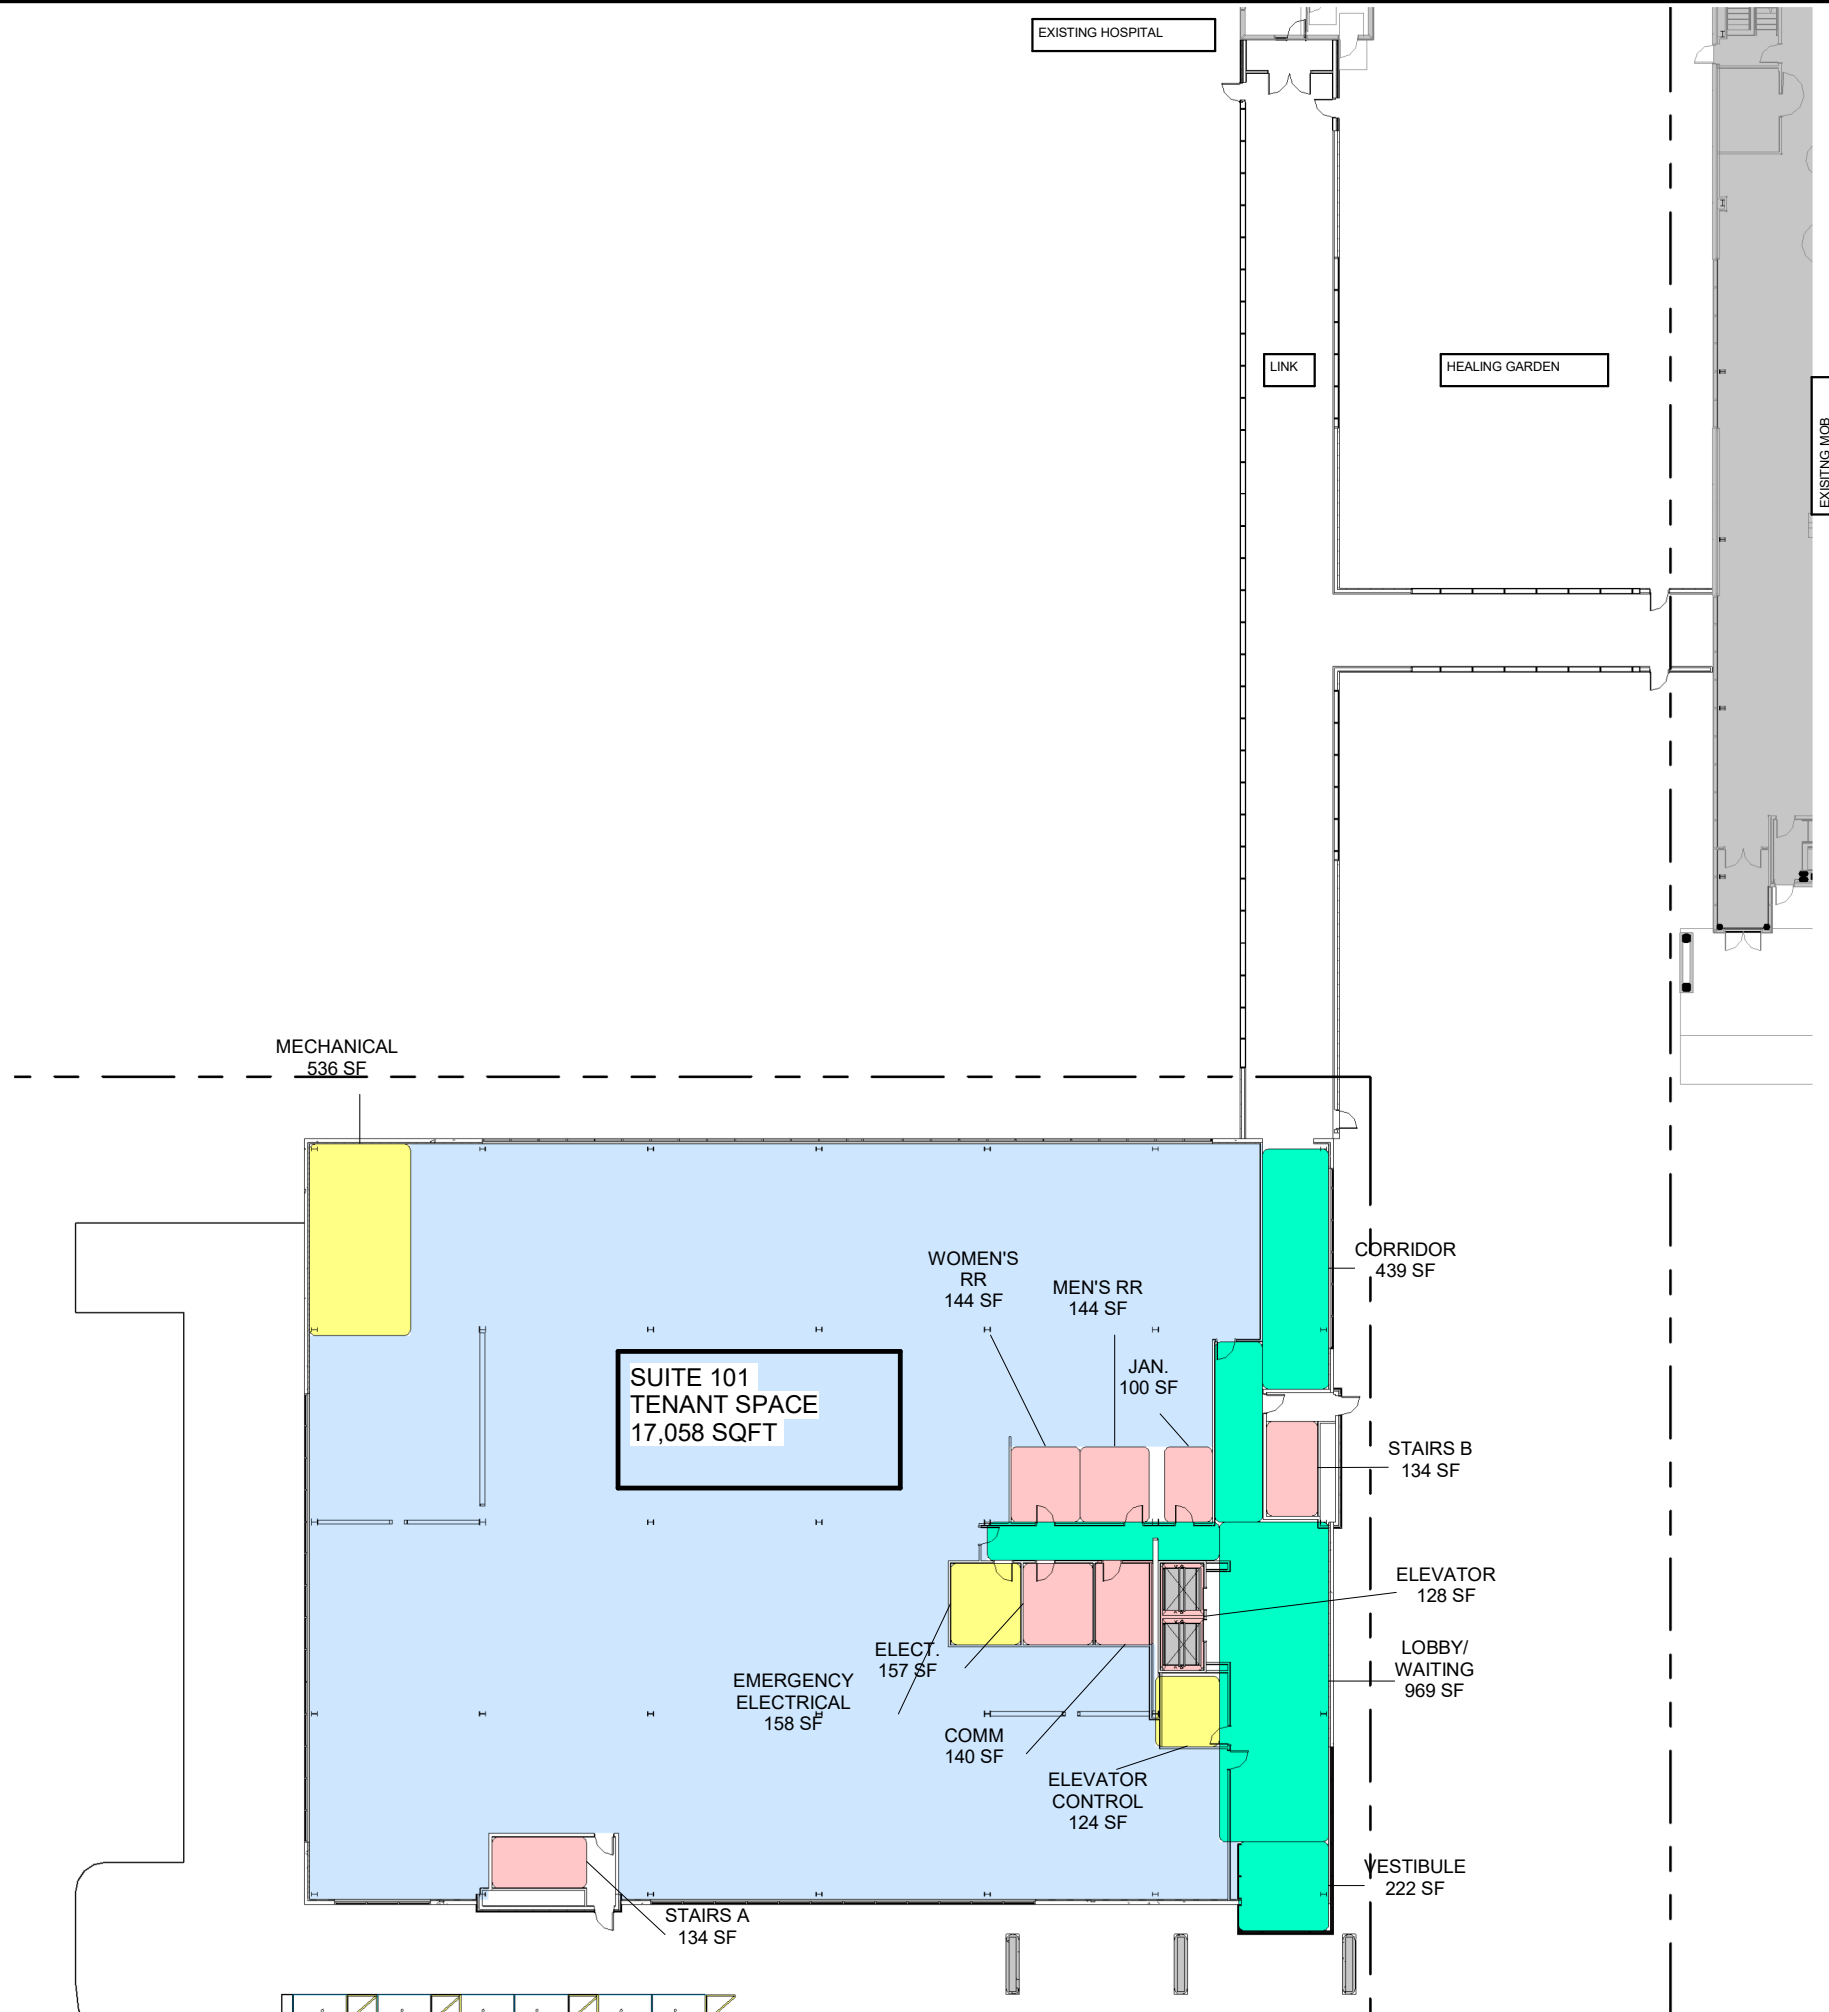 EXISTING HOSPITAL
LINK
HEALING GARDEN
EXISITNG MOB
MECHANICAL
536 SF
CORRIDOR
439 SF
WOMEN'S
RR
144 SF
MEN'S RR
144 SF
JAN.
100 SF
SUITE 101
TENANT SPACE
17,058 SQFT
STAIRS B
134 SF
ELEVATOR
128 SF
LOBBY/
WAITING
969 SF
ELECT.
157 SF
EMERGENCY
ELECTRICAL
158 SF
COMM
140 SF
ELEVATOR
CONTROL
124 SF
VESTIBULE
222 SF
STAIRS A
134 SF